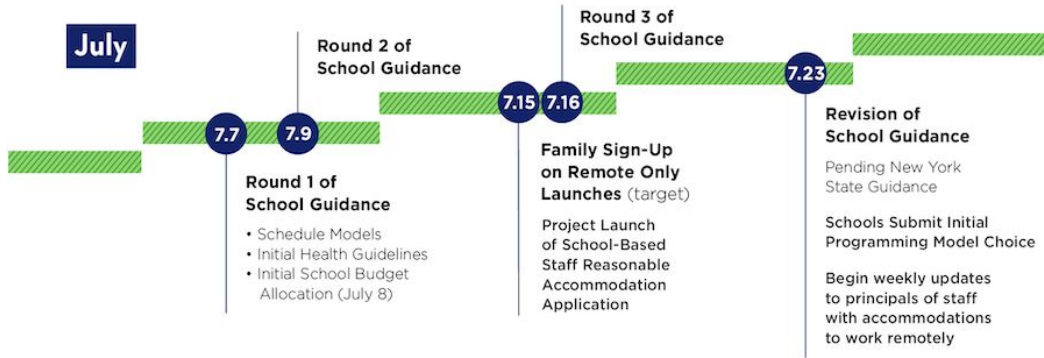 July
7.7
Round 1 of
School Guidance
• Schedule Models
• Initial Health Guidelines
• Initial School Budget
Allocation (July 8)
Round 2 of
School Guidance
7.9
7.15
Family Sign-Up
on Remote Only
Launches (target)
Project Launch
of School-Based
Staff Reasonable
Accommodation
Application
Round 3 of
School Guidance
7.16
7.23
Revision of
School Guidance
Pending New York
State Guidance
Schools Submit Initial
Programming Model Choice
Begin weekly updates
to principals of staff
with accommodations
to work remotely